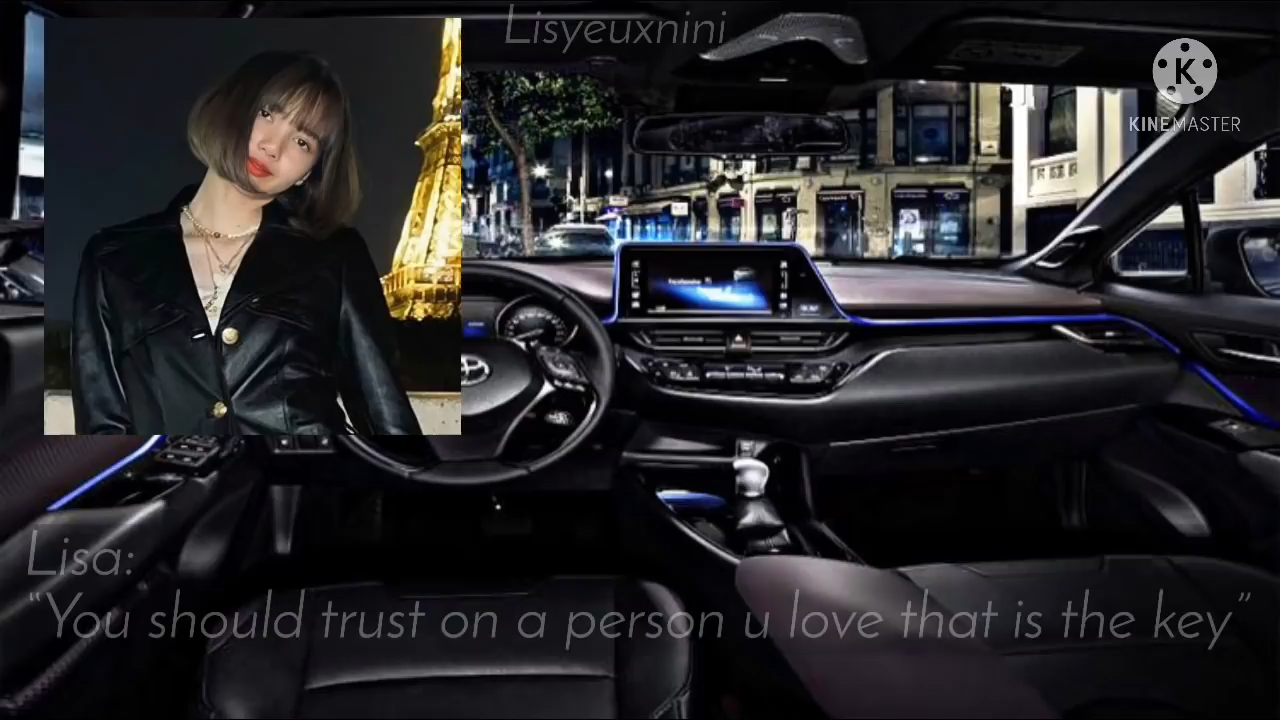 Lisyeuxnini
K
KINEMASTER
Lisa:
“You should trust on a person u love that is the key”